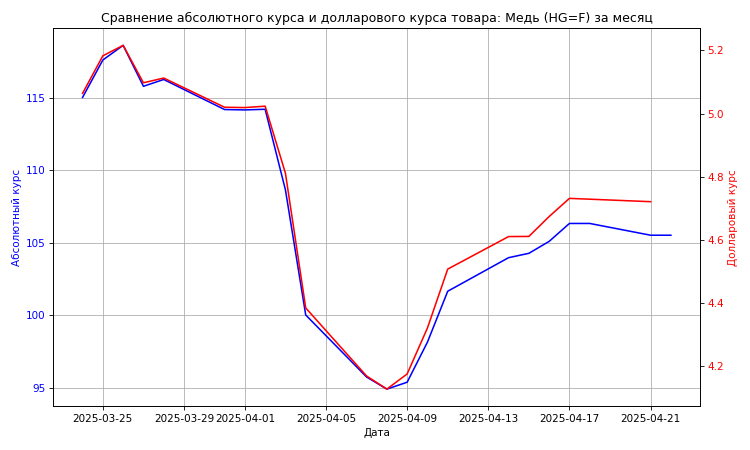 Сравнение абсолютного курса и долларового курса товара: Медь (HG=F) за месяц
Абсолютный курс
115
110
105
100
95
5.2
5.0
4.8
4.6
4.4
4.2
Долларовый курс
2025-03-25 2025-03-29 2025-04-01 2025-04-05 2025-04-09 2025-04-13 2025-04-17 2025-04-21
Дата